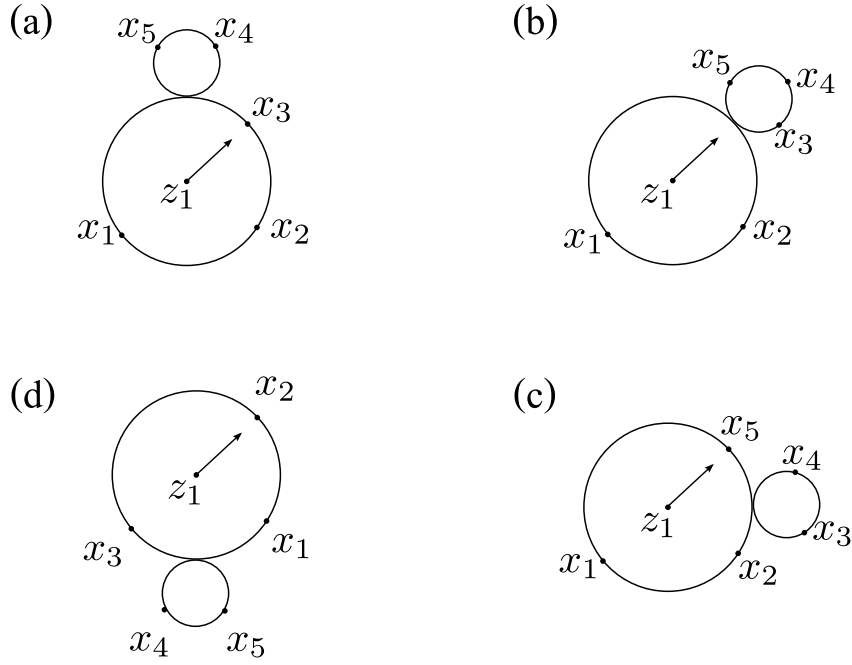 (a) x₅ x₄
x₃
z₁
x₁ x₂
(b) x₅ x₄
x₃
z₁
x₁ x₂
(d) x₂
z₁
x₃ x₁
x₄ x₅
(c) x₅ x₄
z₁
x₃
x₁ x₂